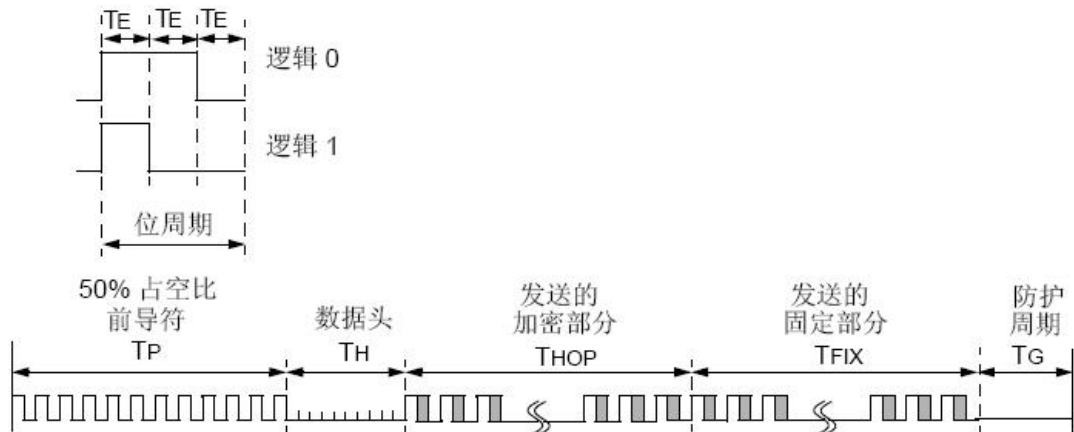 TE TE TE
逻辑 0
逻辑 1
位周期
50% 占空比
前导符
TP
数据头
TH
发送的
加密部分
THOP
发送的
固定部分
TFIX
防护
周期
TG